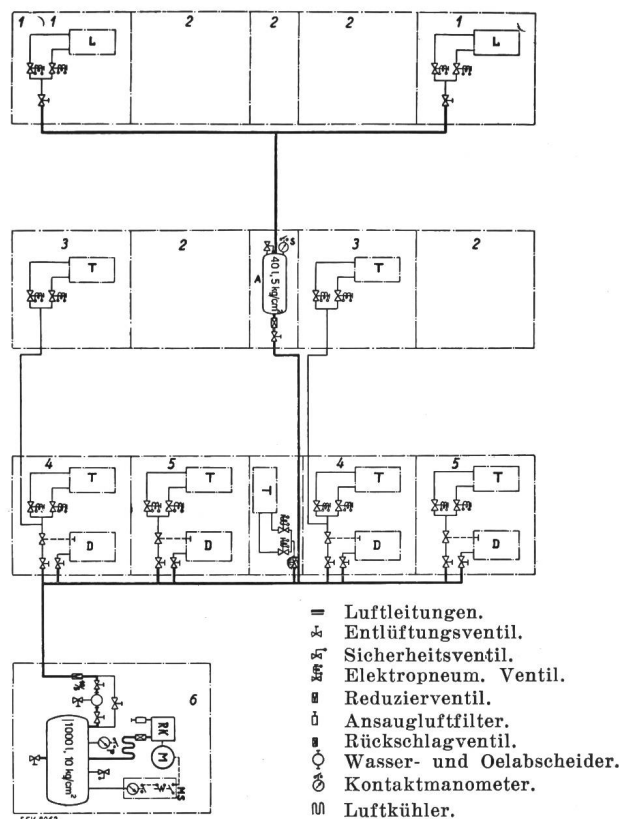 1 1 2 2 2 1
L L
3 2 3 2
T T
S
A
40 l, 5 kg/cm²
4 5 4 5
T T T T T
D D D D
6
1000 l, 10 kg/cm²
RK
M
P
MS
= Luftleitungen.
Entlüftungsventil.
Sicherheitsventil.
Elektropneum. Ventil.
Reduzierventil.
Ansaugluftfilter.
Rückschlagventil.
Wasser- und Oelabscheider.
Kontaktmanometer.
Luftkühler.